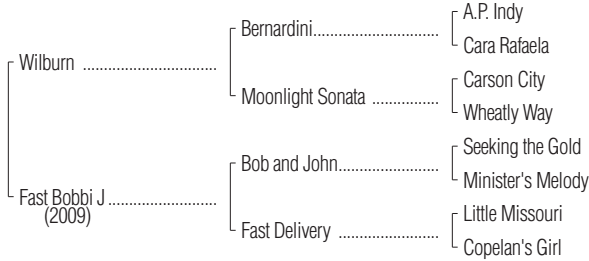 A.P. Indy
Bernardini
Cara Rafaela
Wilburn
Carson City
Moonlight Sonata
Wheatly Way
Seeking the Gold
Bob and John
Minister's Melody
Fast Bobbi J
(2009)
Little Missouri
Fast Delivery
Copelan's Girl